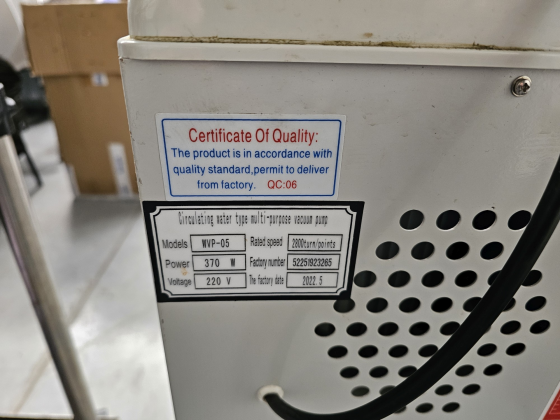 Certificate Of Quality:
The product is in accordance with
quality standard,permit to deliver
from factory. QC:06
Circulating water type multi-purpose vacuum pump
Models WVP-05 Rated speed 2800turn/points
Power 370 W Factory number 52251923265
Voltage 220 V The factory date 2022.5